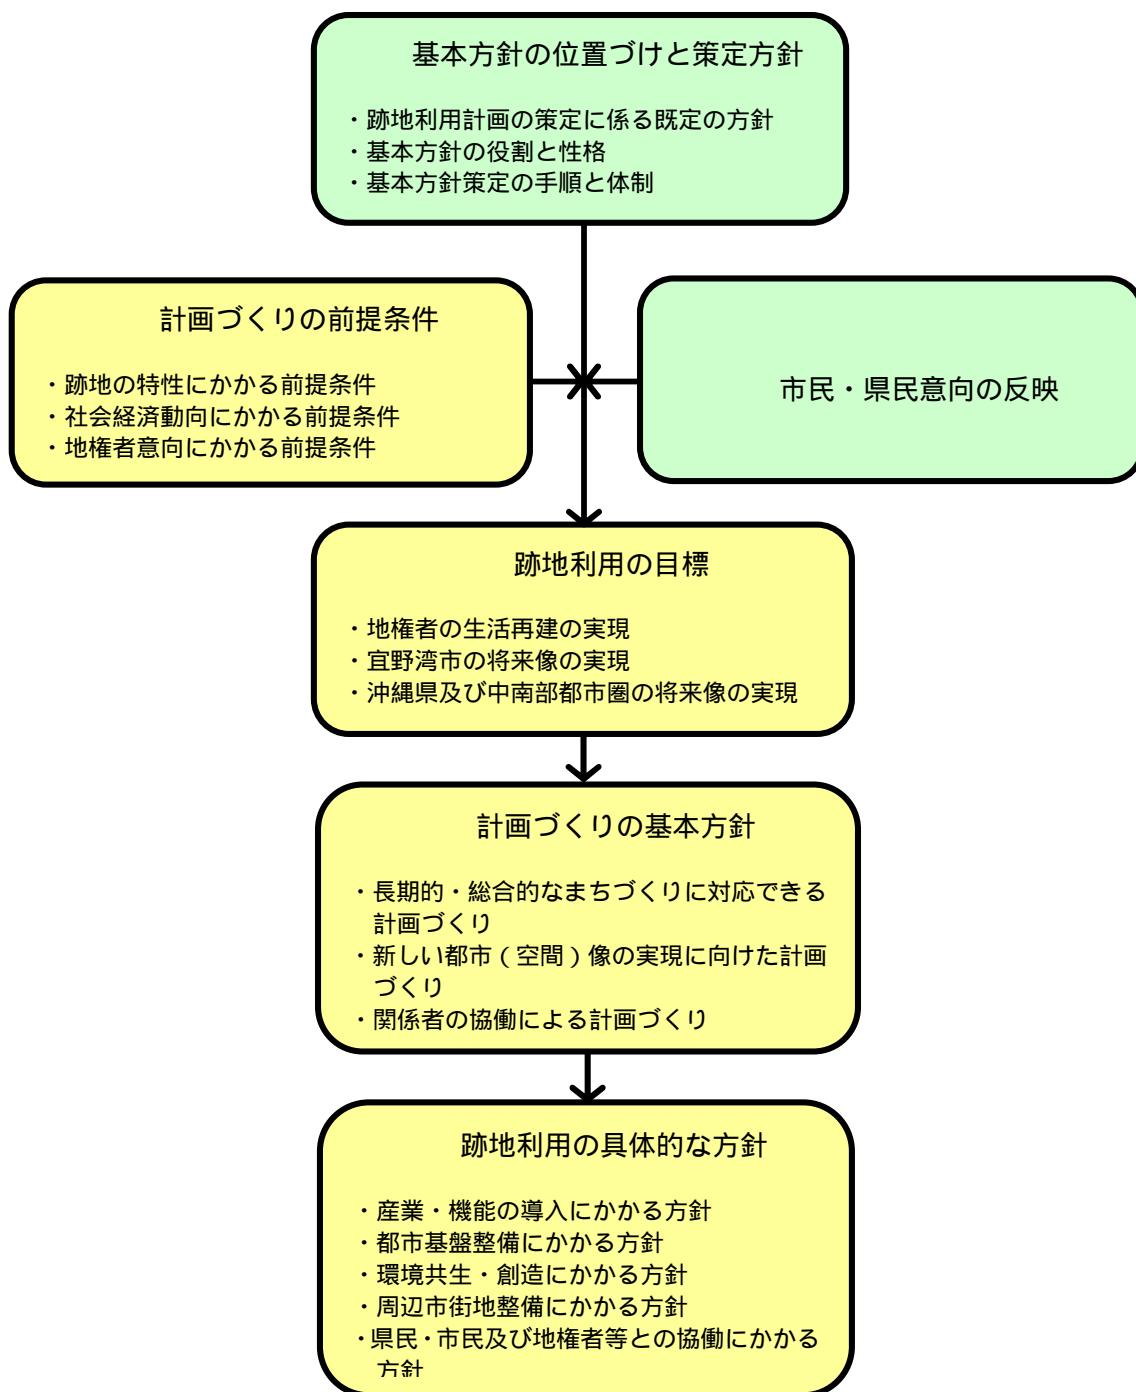 基本方針の位置づけと策定方針
・跡地利用計画の策定に係る既定の方針
・基本方針の役割と性格
・基本方針策定の手順と体制
計画づくりの前提条件
・跡地の特性にかかる前提条件
・社会経済動向にかかる前提条件
・地権者意向にかかる前提条件
市民・県民意向の反映
跡地利用の目標
・地権者の生活再建の実現
・宜野湾市の将来像の実現
・沖縄県及び中南部都市圏の将来像の実現
計画づくりの基本方針
・長期的・総合的なまちづくりに対応できる
計画づくり
・新しい都市（空間）像の実現に向けた計画
づくり
・関係者の協働による計画づくり
跡地利用の具体的な方針
・産業・機能の導入にかかる方針
・都市基盤整備にかかる方針
・環境共生・創造にかかる方針
・周辺市街地整備にかかる方針
・県民・市民及び地権者等との協働にかかる
方針